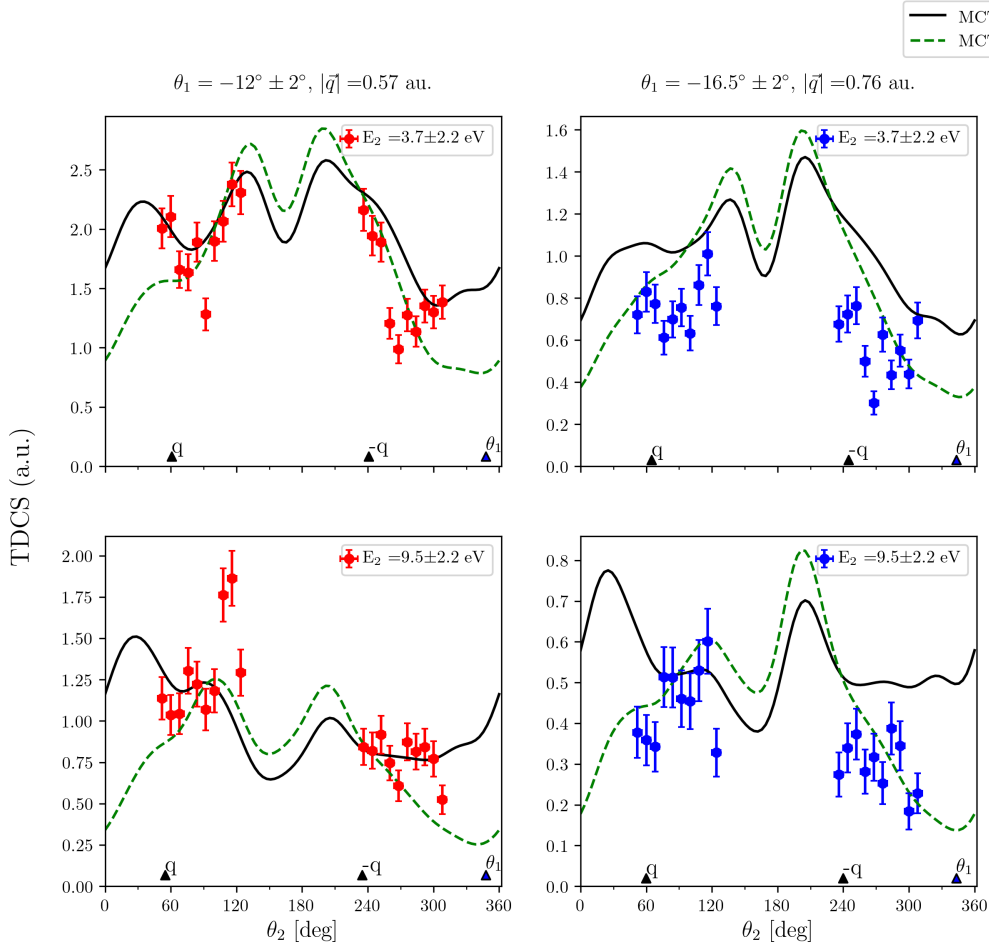 MCT
MCT
θ₁ = −12° ± 2°, |q⃗| =0.57 au.
θ₁ = −16.5° ± 2°, |q⃗| =0.76 au.
E₂ =3.7±2.2 eV
E₂ =3.7±2.2 eV
2.5
2.0
1.5
1.0
0.5
0.0
q
-q
θ₁
1.6
1.4
1.2
1.0
0.8
0.6
0.4
0.2
0.0
q
-q
θ₁
TDCS (a.u.)
E₂ =9.5±2.2 eV
E₂ =9.5±2.2 eV
2.00
1.75
1.50
1.25
1.00
0.75
0.50
0.25
0.00
q
-q
θ₁
0.8
0.7
0.6
0.5
0.4
0.3
0.2
0.1
0.0
q
-q
θ₁
0 60 120 180 240 300 360
0 60 120 180 240 300 360
θ₂ [deg]
θ₂ [deg]